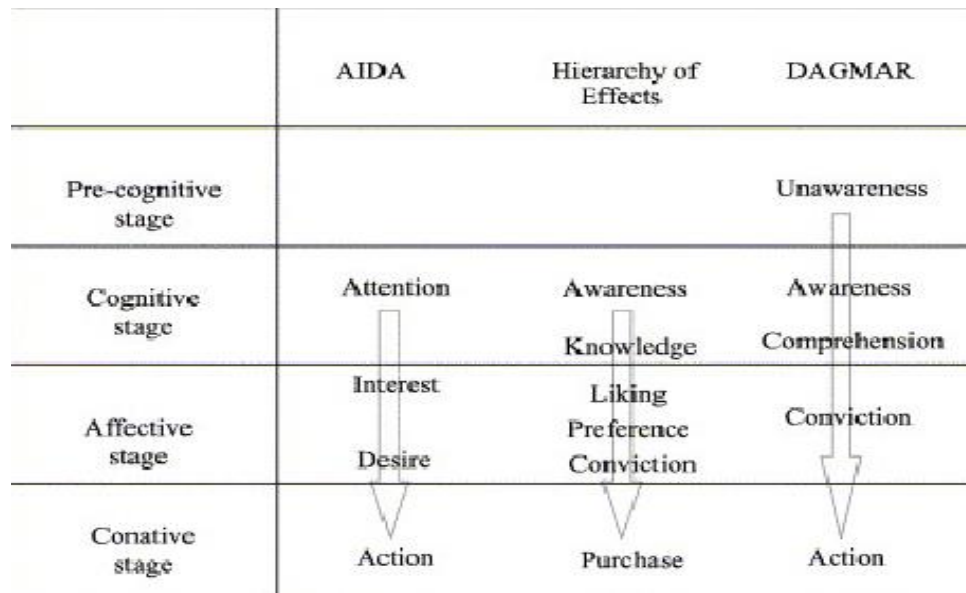 AIDA Hierarchy of Effects DAGMAR
Pre-cognitive stage Unawareness
Cognitive stage Attention Awareness Awareness
Knowledge Comprehension
Affective stage Interest Liking Conviction
Preference
Desire Conviction
Conative stage Action Purchase Action